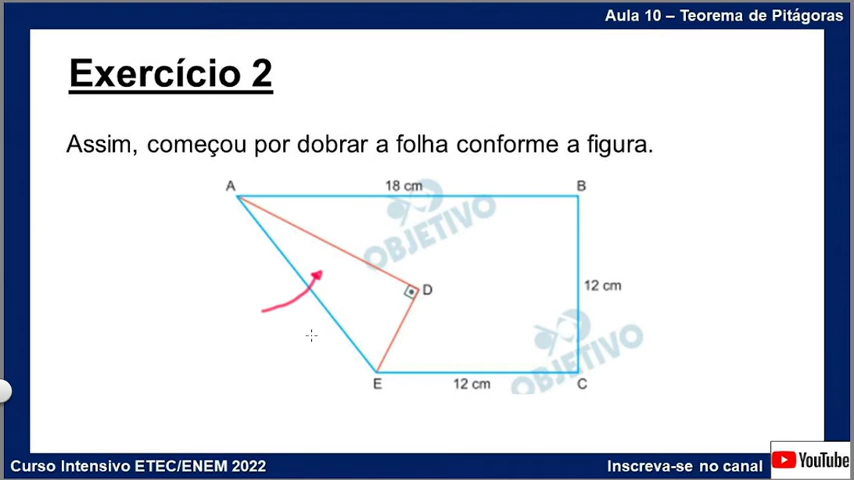 Aula 10 – Teorema de Pitágoras
Exercício 2
Assim, começou por dobrar a folha conforme a figura.
A
18 cm
B
OBJETIVO
D
12 cm
OBJETIVO
E
12 cm
C
Curso Intensivo ETEC/ENEM 2022
Inscreva-se no canal
YouTube